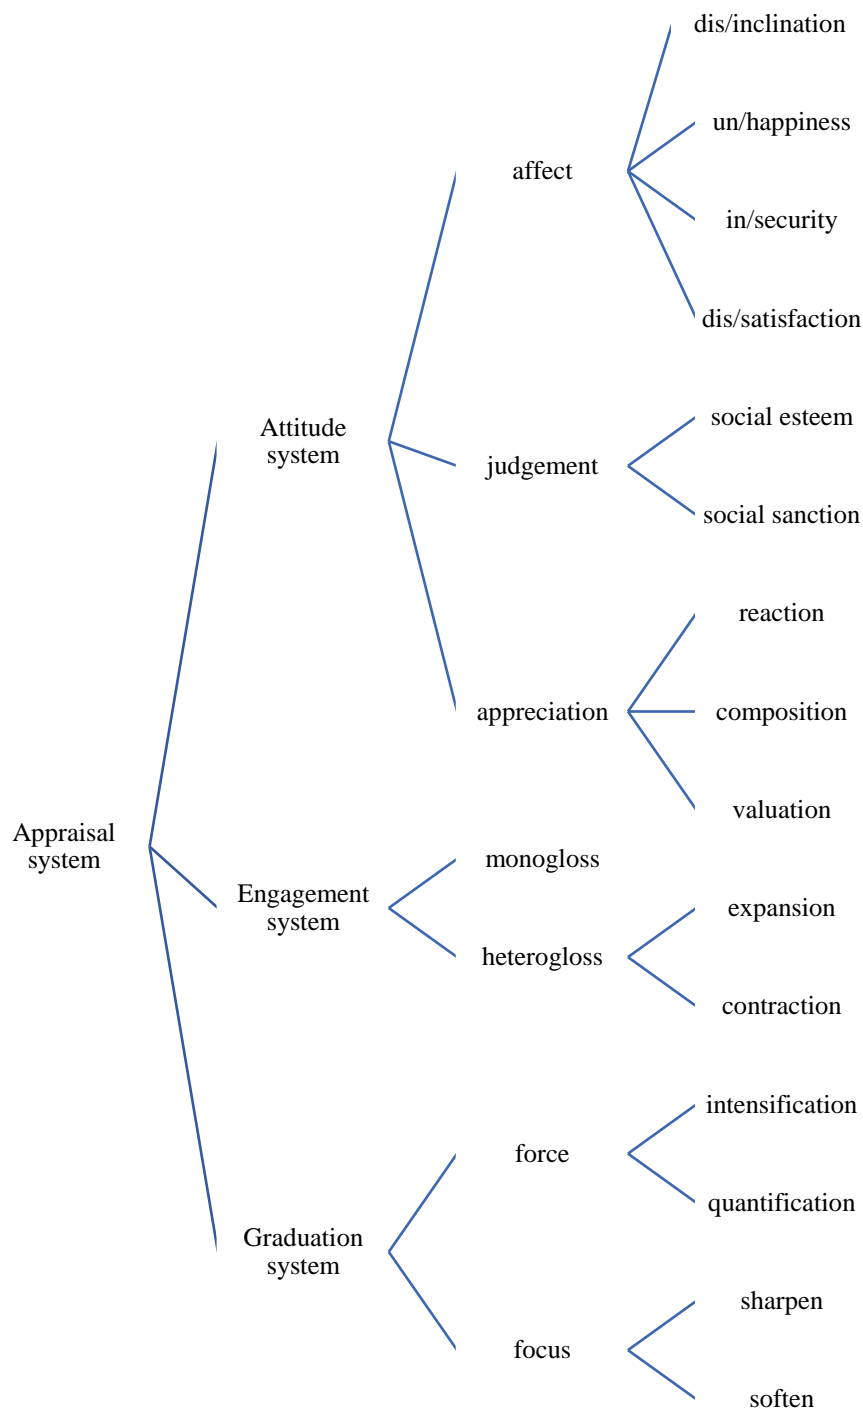 dis/inclination
un/happiness
affect
in/security
dis/satisfaction
Attitude
system
social esteem
judgement
social sanction
reaction
appreciation
composition
valuation
Appraisal
system
monogloss
Engagement
system
expansion
heterogloss
contraction
intensification
force
quantification
Graduation
system
sharpen
focus
soften